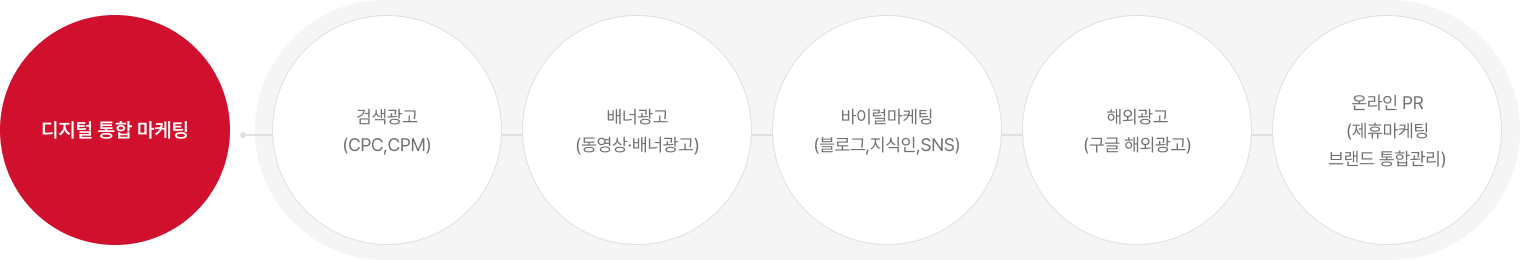 디지털 통합 마케팅
검색광고
(CPC,CPM)
배너광고
(동영상·배너광고)
바이럴마케팅
(블로그,지식인,SNS)
해외광고
(구글 해외광고)
온라인 PR
(제휴마케팅
브랜드 통합관리)